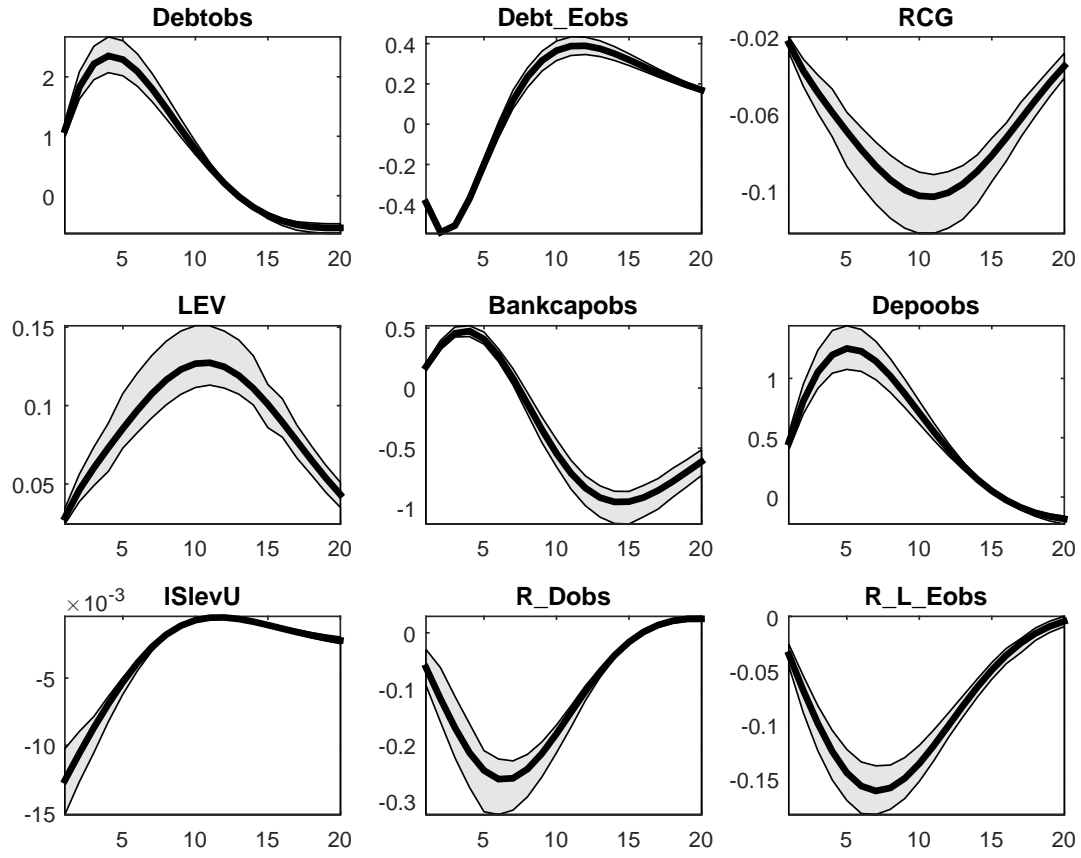 Debtobs Debt_Eobs RCG
2 0.4 -0.02
1 0.2 -0.06
0 0 -0.1
-0.2
-0.4
5 10 15 20 5 10 15 20 5 10 15 20
LEV Bankcapobs Depoobs
0.15 0.5 1
0.1 0 0.5
0.05 -0.5 0
-1
5 10 15 20 5 10 15 20 5 10 15 20
× 10-3 ISlevU R_Dobs R_L_Eobs
-5 0 0
-10 -0.1 -0.05
-15 -0.2 -0.1
-0.3 -0.15
5 10 15 20 5 10 15 20 5 10 15 20